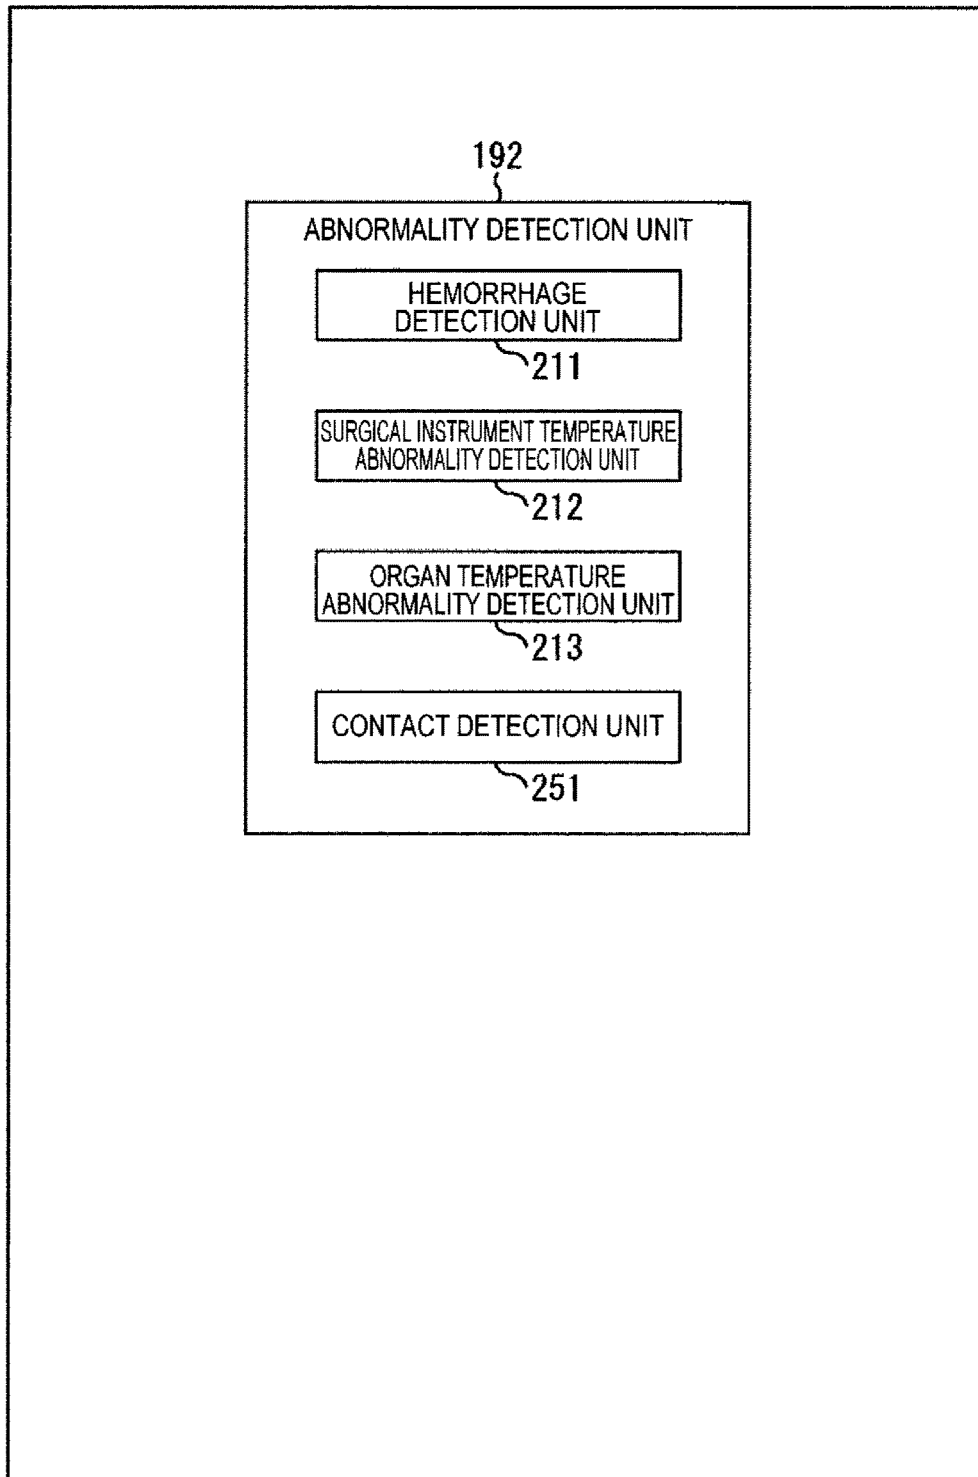 192
ABNORMALITY DETECTION UNIT
HEMORRHAGE
DETECTION UNIT
211
SURGICAL INSTRUMENT TEMPERATURE
ABNORMALITY DETECTION UNIT
212
ORGAN TEMPERATURE
ABNORMALITY DETECTION UNIT
213
CONTACT DETECTION UNIT
251